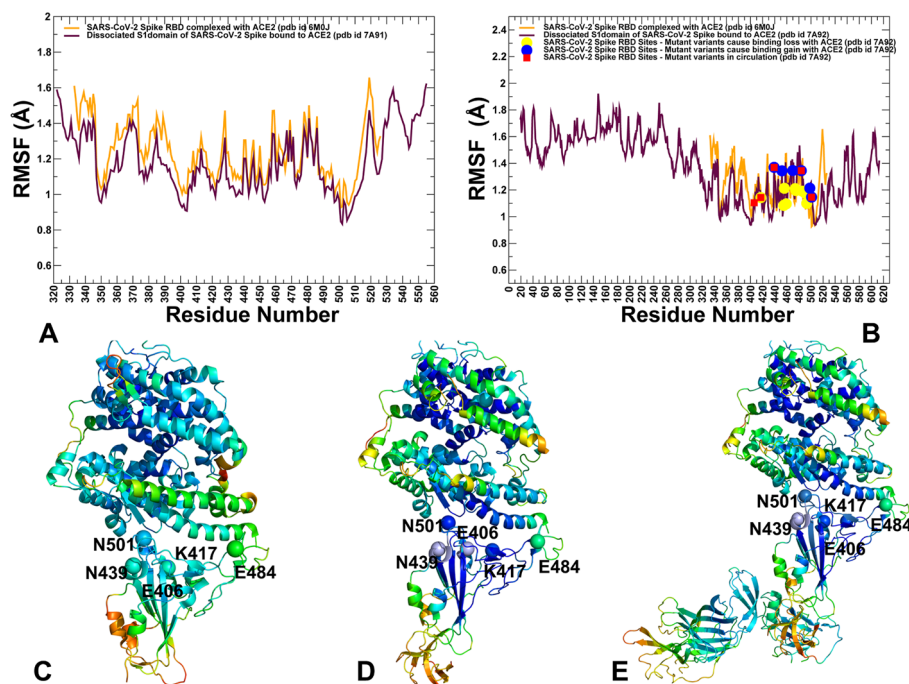 SARS-CoV-2 Spike RBD complexed with ACE2 (pdb id 6M0J)
Dissociated S1domain of SARS-CoV-2 Spike bound to ACE2 (pdb id 7A91)
RMSF (Å)
1.8
1.6
1.4
1.2
1
0.8
0.6
320 330 340 350 360 370 380 390 400 410 420 430 440 450 460 470 480 490 500 510 520 530 540 550 560
Residue Number
A
SARS-CoV-2 Spike RBD complexed with ACE2 (pdb id 6M0J
Dissociated S1domain of SARS-CoV-2 Spike bound to ACE2 (pdb id 7A92)
SARS-CoV-2 Spike RBD Sites - Mutant variants cause binding loss with ACE2 (pdb id 7A92)
SARS-CoV-2 Spike RBD Sites - Mutant variants cause binding gain with ACE2 (pdb id 7A92)
SARS-CoV-2 Spike RBD Sites - Mutant variants in circulation (pdb id 7A92)
RMSF (Å)
2.4
2.2
2
1.8
1.6
1.4
1.2
1
0.8
0.6
0 20 40 60 80 100 120 140 160 180 200 220 240 260 280 300 320 340 360 380 400 420 440 460 480 500 520 540 560 580 600 620
Residue Number
B
N501
K417
N439
E406
E484
C
N501
N439
E406
K417
E484
D
N501
K417
N439
E406
E484
E